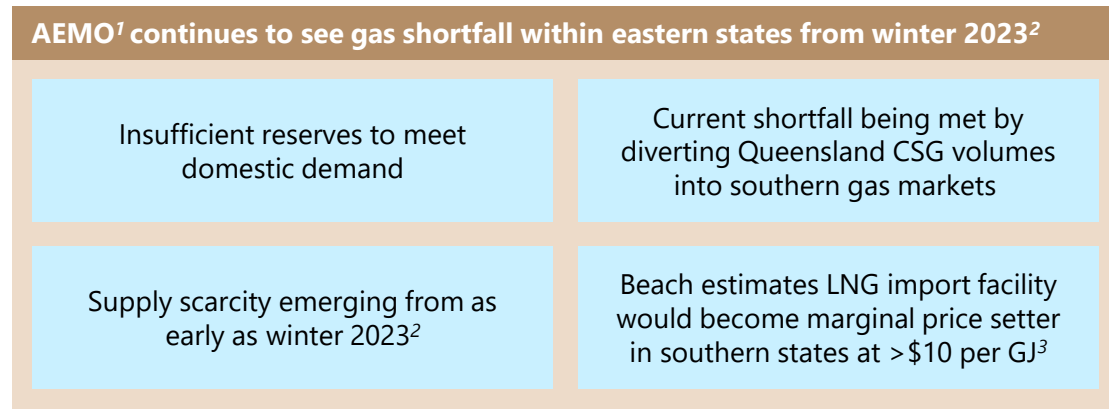 AEMO¹ continues to see gas shortfall within eastern states from winter 2023²
Insufficient reserves to meet
domestic demand
Current shortfall being met by
diverting Queensland CSG volumes
into southern gas markets
Supply scarcity emerging from as
early as winter 2023²
Beach estimates LNG import facility
would become marginal price setter
in southern states at >$10 per GJ³